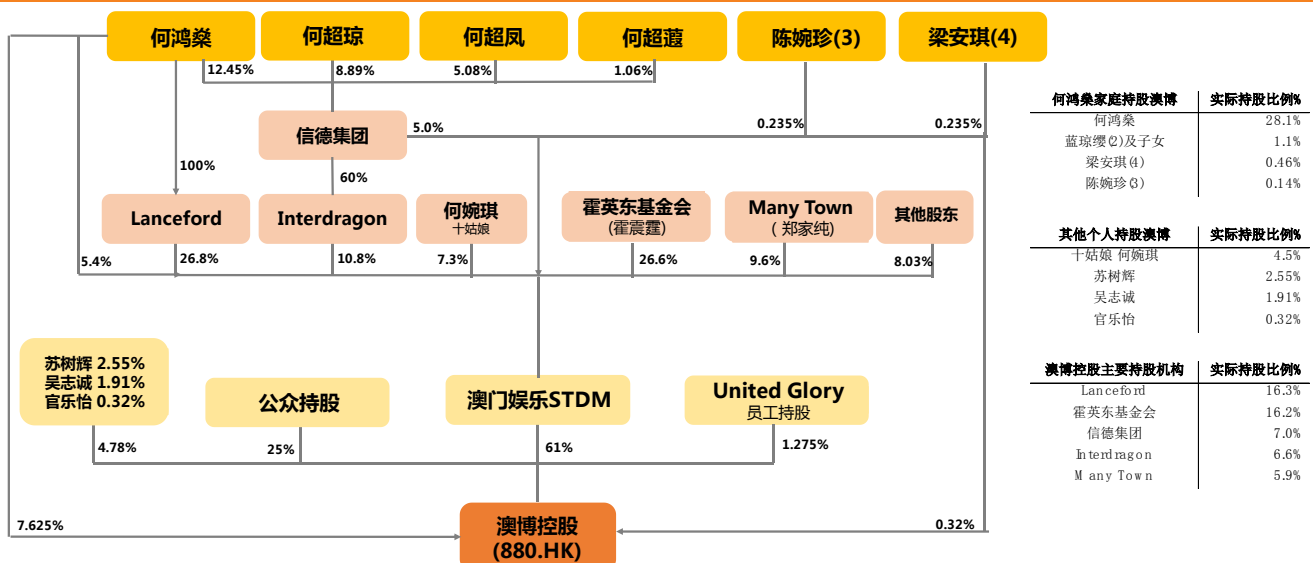 何鸿燊
何超琼
何超凤
何超蕸
陈婉珍(3)
梁安琪(4)
12.45%
8.89%
5.08%
1.06%
信德集团
5.0%
0.235%
0.235%
100%
60%
Lanceford
Interdragon
何婉琪
十姑娘
霍英东基金会
(霍震霆)
Many Town
( 郑家纯)
其他股东
5.4%
26.8%
10.8%
7.3%
26.6%
9.6%
8.03%
苏树辉 2.55%
吴志诚 1.91%
官乐怡 0.32%
公众持股
澳门娱乐STDM
United Glory
员工持股
4.78%
25%
61%
1.275%
7.625%
澳博控股
(880.HK)
0.32%
何鸿燊家庭持股澳博 实际持股比例%
何鸿燊 28.1%
蓝琼缨(2)及子女 1.1%
梁安琪(4) 0.46%
陈婉珍(3) 0.14%
其他个人持股澳博 实际持股比例%
十姑娘 何婉琪 4.5%
苏树辉 2.55%
吴志诚 1.91%
官乐怡 0.32%
澳博控股主要持股机构 实际持股比例%
Lanceford 16.3%
霍英东基金会 16.2%
信德集团 7.0%
Interdragon 6.6%
Many Town 5.9%